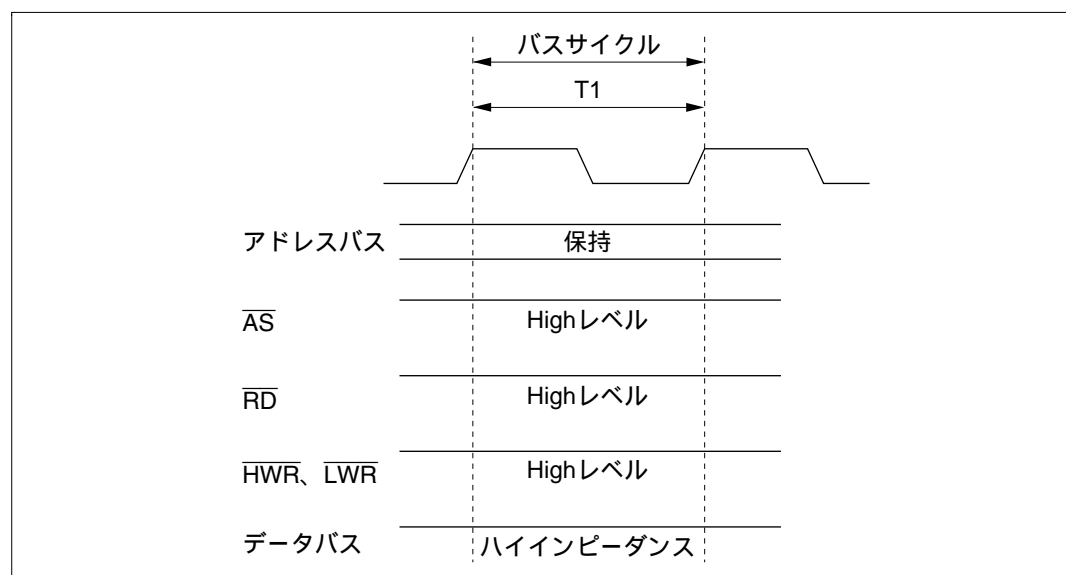 バスサイクル
T1
アドレスバス 保持
AS Highレベル
RD Highレベル
HWR、LWR Highレベル
データバス ハイインピーダンス